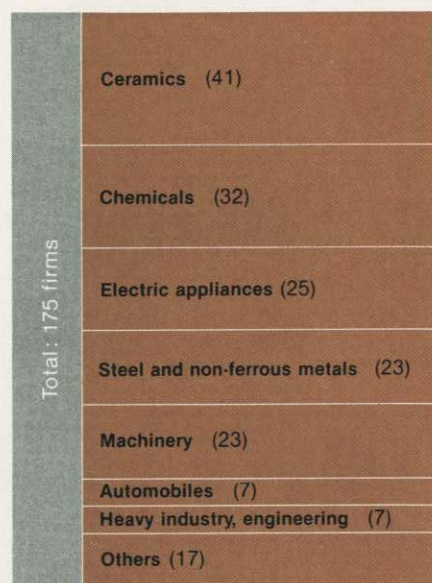 Total: 175 firms
Ceramics (41)
Chemicals (32)
Electric appliances (25)
Steel and non-ferrous metals (23)
Machinery (23)
Automobiles (7)
Heavy industry, engineering (7)
Others (17)